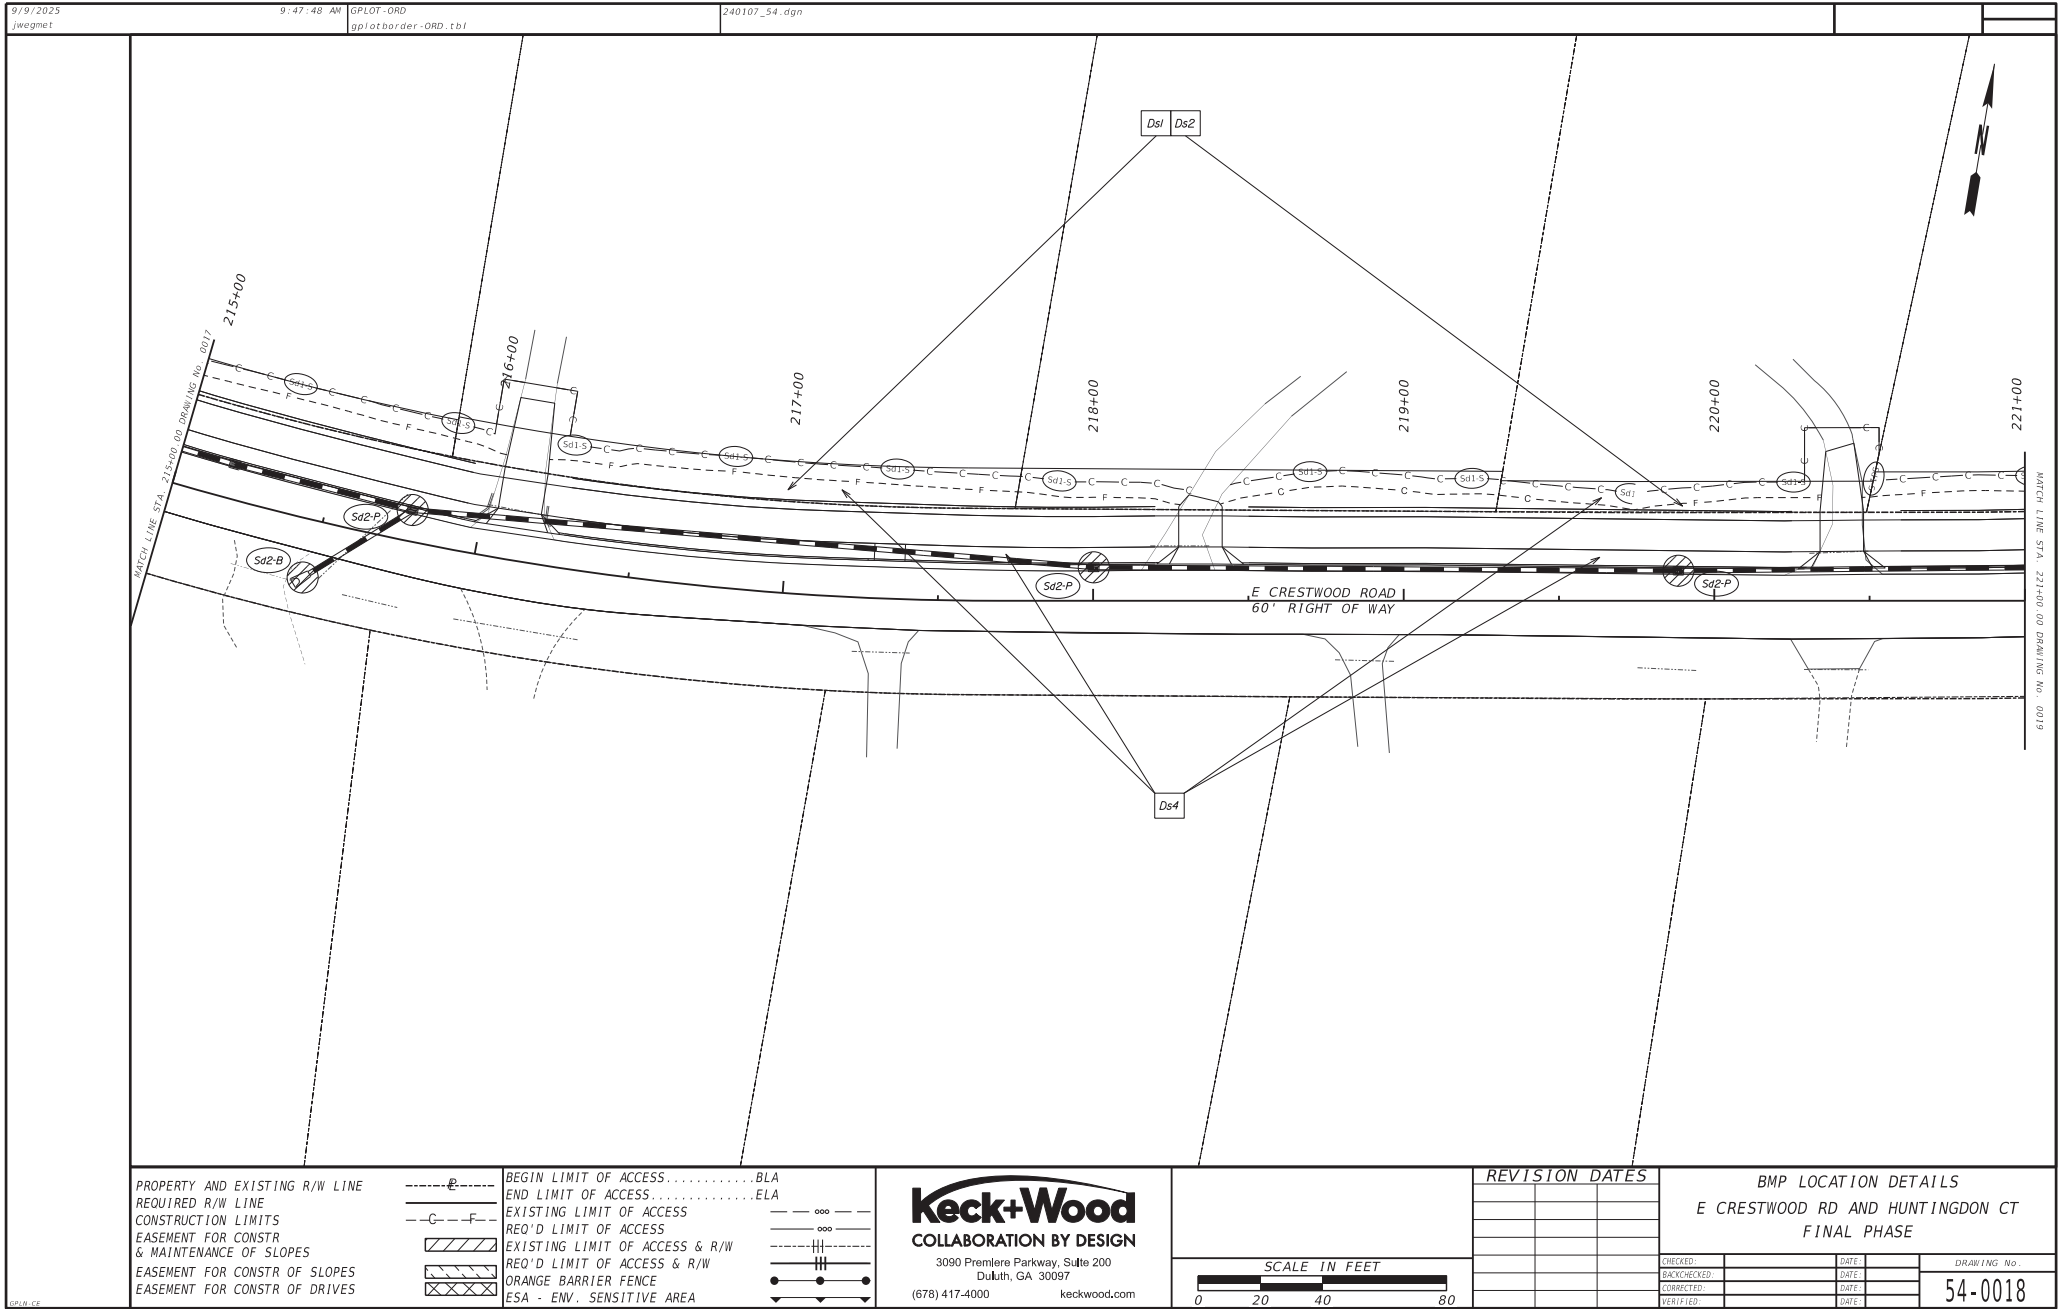 9/9/2025 9:47:48 AM GPLOT-ORD 240107_54.dgn
jwegmet gplotborder-ORD.tbl
Ds1 Ds2
N
215+00
216+00
217+00
218+00
219+00
220+00
221+00
MATCH LINE STA. 215+00.00 DRAWING No. 0017
MATCH LINE STA. 221+00.00 DRAWING No. 0019
C C Sd1-S C C C C Sd1-S C
C C C C
Sd1-S C C C Sd1-S C C C Sd1-S C C C Sd1-S C C C C
C Sd1-S C C C Sd1-S C C Sd1 C C C Sd1-S
C C C C
Sd1-S C C C
F F F F F F F C C C F F F
Sd2-P
Sd2-B
Sd2-P
Sd2-P
E CRESTWOOD ROAD
60' RIGHT OF WAY
Ds4
PROPERTY AND EXISTING R/W LINE
REQUIRED R/W LINE
CONSTRUCTION LIMITS C F
EASEMENT FOR CONSTR
& MAINTENANCE OF SLOPES
EASEMENT FOR CONSTR OF SLOPES
EASEMENT FOR CONSTR OF DRIVES
BEGIN LIMIT OF ACCESS............BLA
END LIMIT OF ACCESS..............ELA
EXISTING LIMIT OF ACCESS
REQ'D LIMIT OF ACCESS
EXISTING LIMIT OF ACCESS & R/W
REQ'D LIMIT OF ACCESS & R/W
ORANGE BARRIER FENCE
ESA - ENV. SENSITIVE AREA
Keck+Wood
COLLABORATION BY DESIGN
3090 Premiere Parkway, Suite 200
Duluth, GA 30097
(678) 417-4000 keckwood.com
SCALE IN FEET
0 20 40 80
REVISION DATES
BMP LOCATION DETAILS
E CRESTWOOD RD AND HUNTINGDON CT
FINAL PHASE
CHECKED: DATE:
BACKCHECKED: DATE:
CORRECTED: DATE:
VERIFIED: DATE:
DRAWING No.
54-0018
GPLN-CE